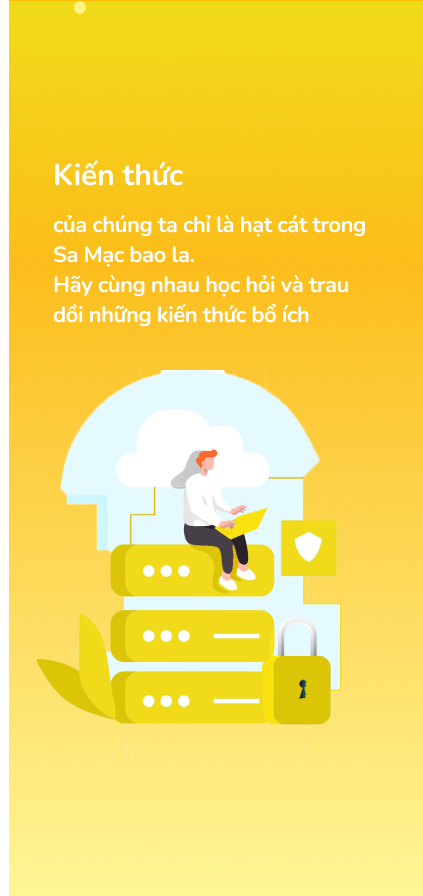 Kiến thức
của chúng ta chỉ là hạt cát trong
Sa Mạc bao la.
Hãy cùng nhau học hỏi và trau
dồi những kiến thức bổ ích